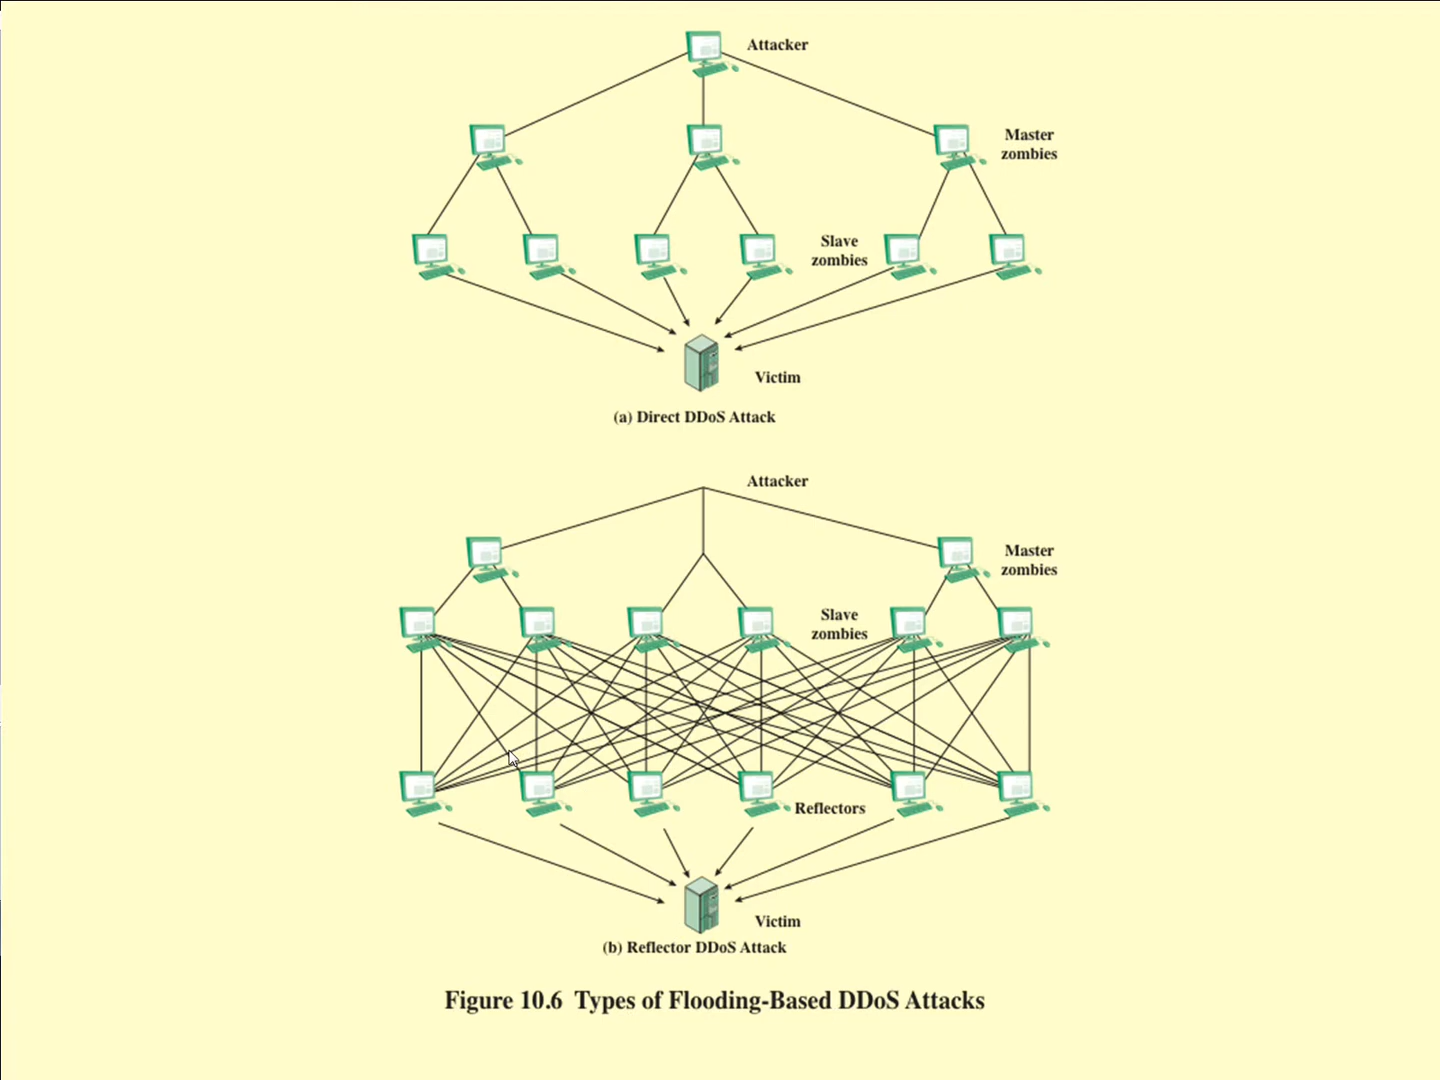 Attacker
Master
zombies
Slave
zombies
Victim
(a) Direct DDoS Attack
Attacker
Master
zombies
Slave
zombies
Reflectors
Victim
(b) Reflector DDoS Attack
Figure 10.6 Types of Flooding-Based DDoS Attacks